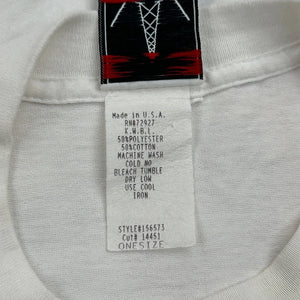 Made in U.S.A.
RN#72927
K.W.B.L.
50%POLYESTER
50%COTTON
MACHINE WASH
COLD NO
BLEACH TUMBLE
DRY LOW
USE COOL
IRON
STYLE#156573
Cut# 14451
ONESIZE